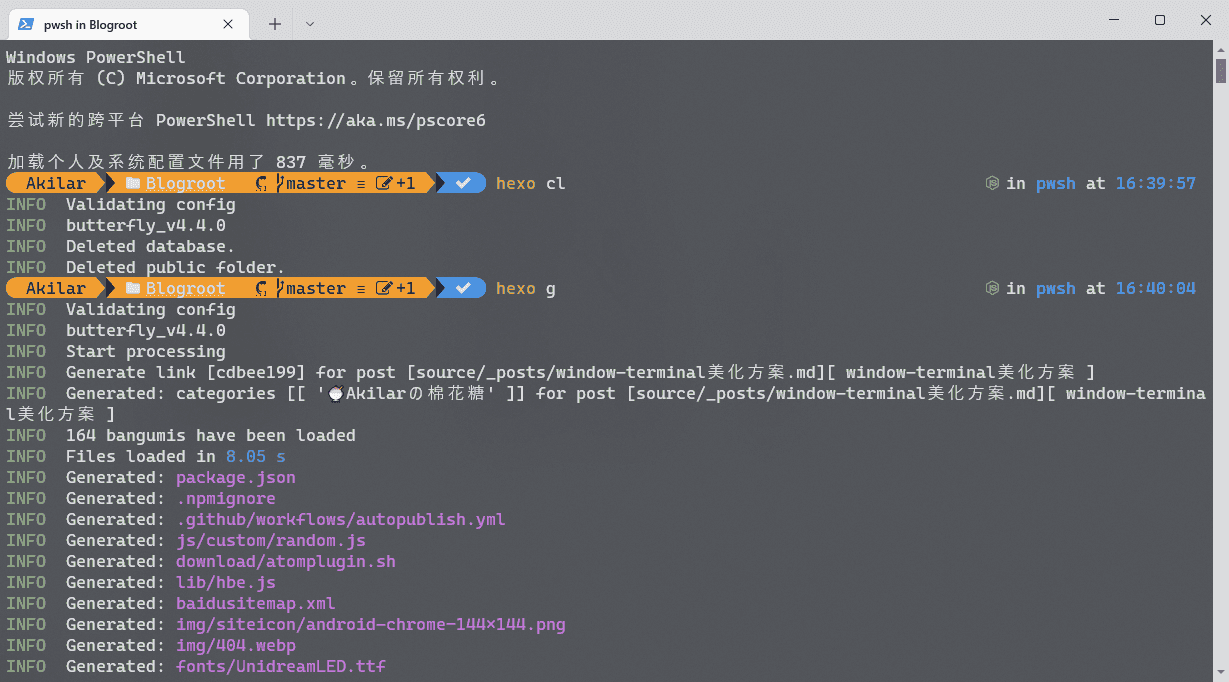 pwsh in Blogroot
Windows PowerShell
版权所有 (C) Microsoft Corporation。保留所有权利。
尝试新的跨平台 PowerShell https://aka.ms/pscore6
加载个人及系统配置文件用了 837 毫秒。
Akilar Blogroot master ≡ +1 hexo cl in pwsh at 16:39:57
INFO Validating config
INFO butterfly_v4.4.0
INFO Deleted database.
INFO Deleted public folder.
Akilar Blogroot master ≡ +1 hexo g in pwsh at 16:40:04
INFO Validating config
INFO butterfly_v4.4.0
INFO Start processing
INFO Generate link [cdbee199] for post [source/_posts/window-terminal美化方案.md][ window-terminal美化方案 ]
INFO Generated: categories [[ '🍧Akilarの棉花糖' ]] for post [source/_posts/window-terminal美化方案.md][ window-termina
l美化方案 ]
INFO 164 bangumis have been loaded
INFO Files loaded in 8.05 s
INFO Generated: package.json
INFO Generated: .npmignore
INFO Generated: .github/workflows/autopublish.yml
INFO Generated: js/custom/random.js
INFO Generated: download/atomplugin.sh
INFO Generated: lib/hbe.js
INFO Generated: baidusitemap.xml
INFO Generated: img/siteicon/android-chrome-144×144.png
INFO Generated: img/404.webp
INFO Generated: fonts/UnidreamLED.ttf